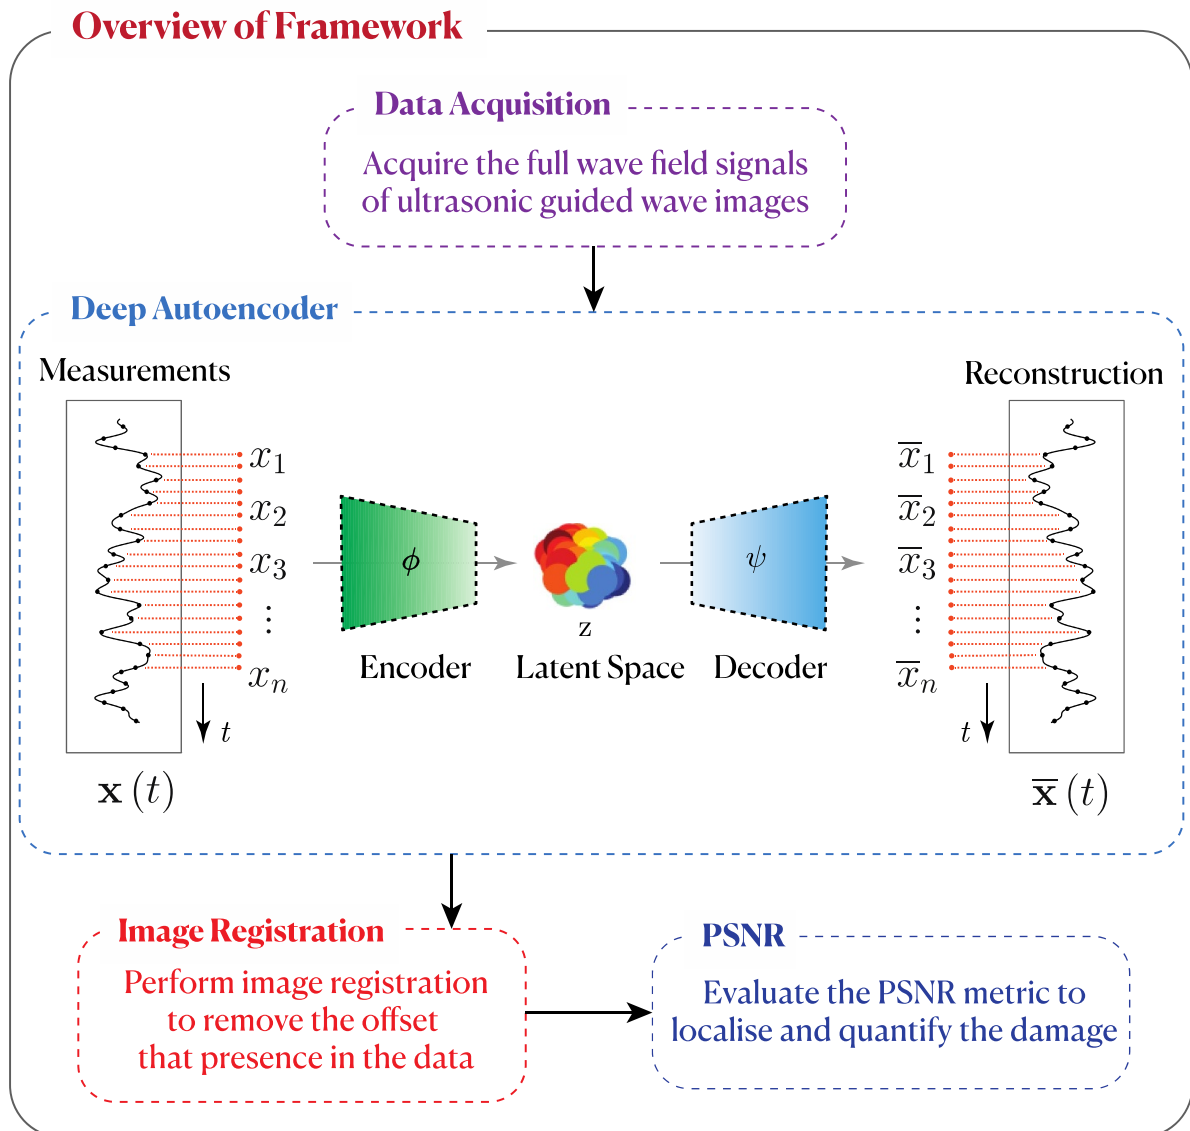 Overview of Framework
Data Acquisition
Acquire the full wave field signals
of ultrasonic guided wave images
Deep Autoencoder
Measurements
Reconstruction
x₁
x₂
x₃
⋮
xₙ
t
x (t)
ϕ
Encoder
z
Latent Space
ψ
Decoder
x̅₁
x̅₂
x̅₃
⋮
x̅ₙ
t
x̅ (t)
Image Registration
Perform image registration
to remove the offset
that presence in the data
PSNR
Evaluate the PSNR metric to
localise and quantify the damage